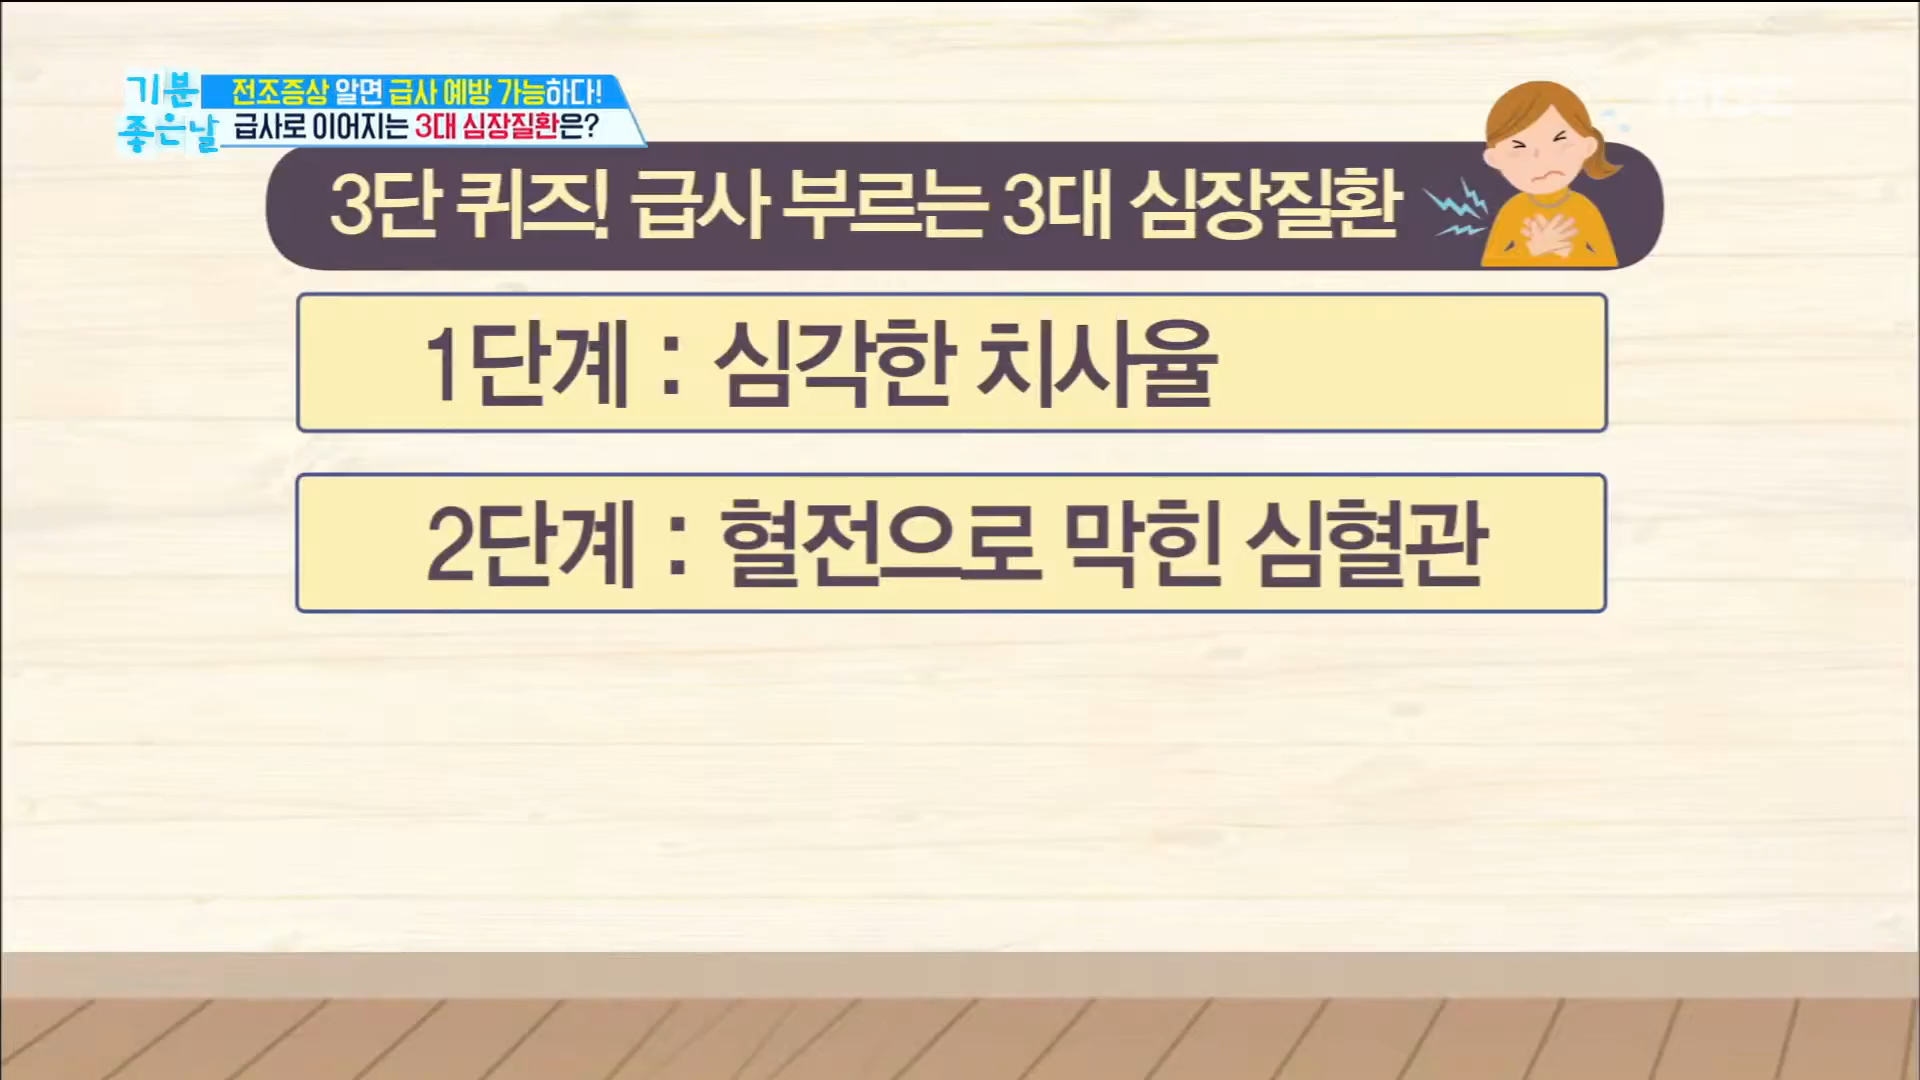 기분
좋은날
전조증상 알면 급사 예방 가능하다!
급사로 이어지는 3대 심장질환은?
mbc
3단 퀴즈! 급사 부르는 3대 심장질환
1단계 : 심각한 치사율
2단계 : 혈전으로 막힌 심혈관